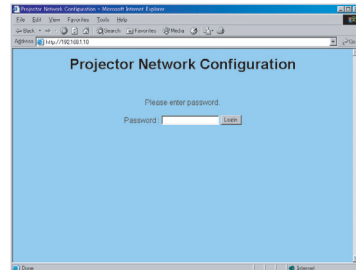 Projector Network Configuration - Microsoft Internet Explorer
File Edit View Favorites Tools Help
Back Search Favorites Media
Address http://192.168.1.10
Projector Network Configuration
Please enter password.
Password: Login
Done Internet